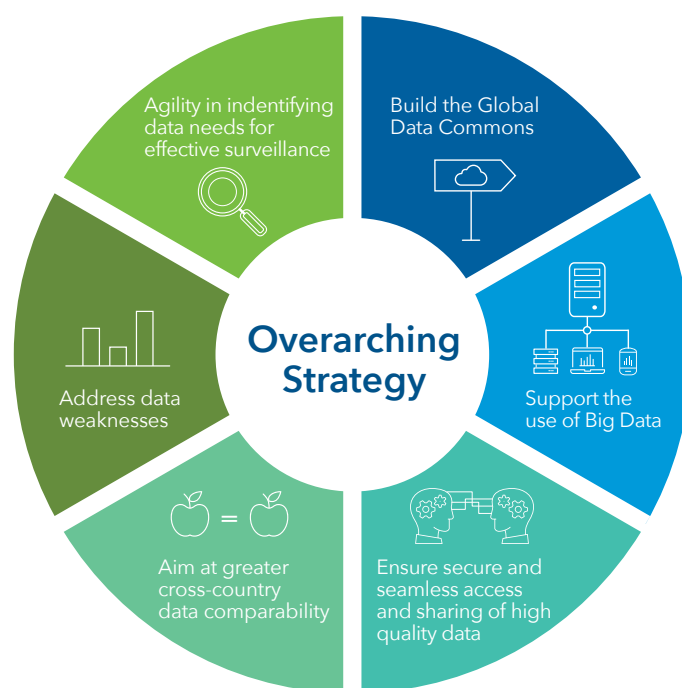 Agility in indentifying
data needs for
effective surveillance
Build the Global
Data Commons
Support the
use of Big Data
Ensure secure and
seamless access
and sharing of high
quality data
Aim at greater
cross-country
data comparability
Address data
weaknesses
Overarching
Strategy